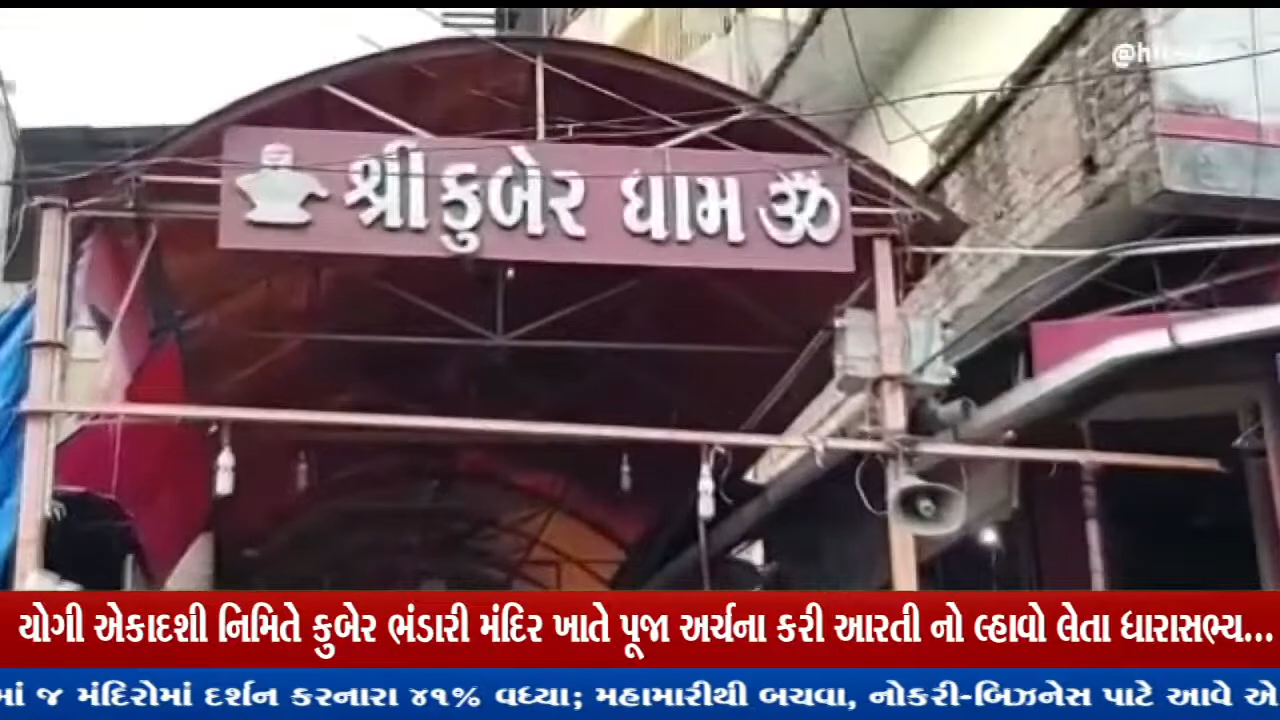 શ્રી કુબેર ધામ ૐ
યોગી એકાદશી નિમિતે કુબેર ભંડારી મંદિર ખાતે પૂજા અર્ચના કરી આરતી નો લ્હાવો લેતા ધારાસભ્ય...
માં જ મંદિરોમાં દર્શન કરનારા ૪૧% વધ્યા; મહામારીથી બચવા, નોકરી-બિઝનેસ પાટે આવે એ